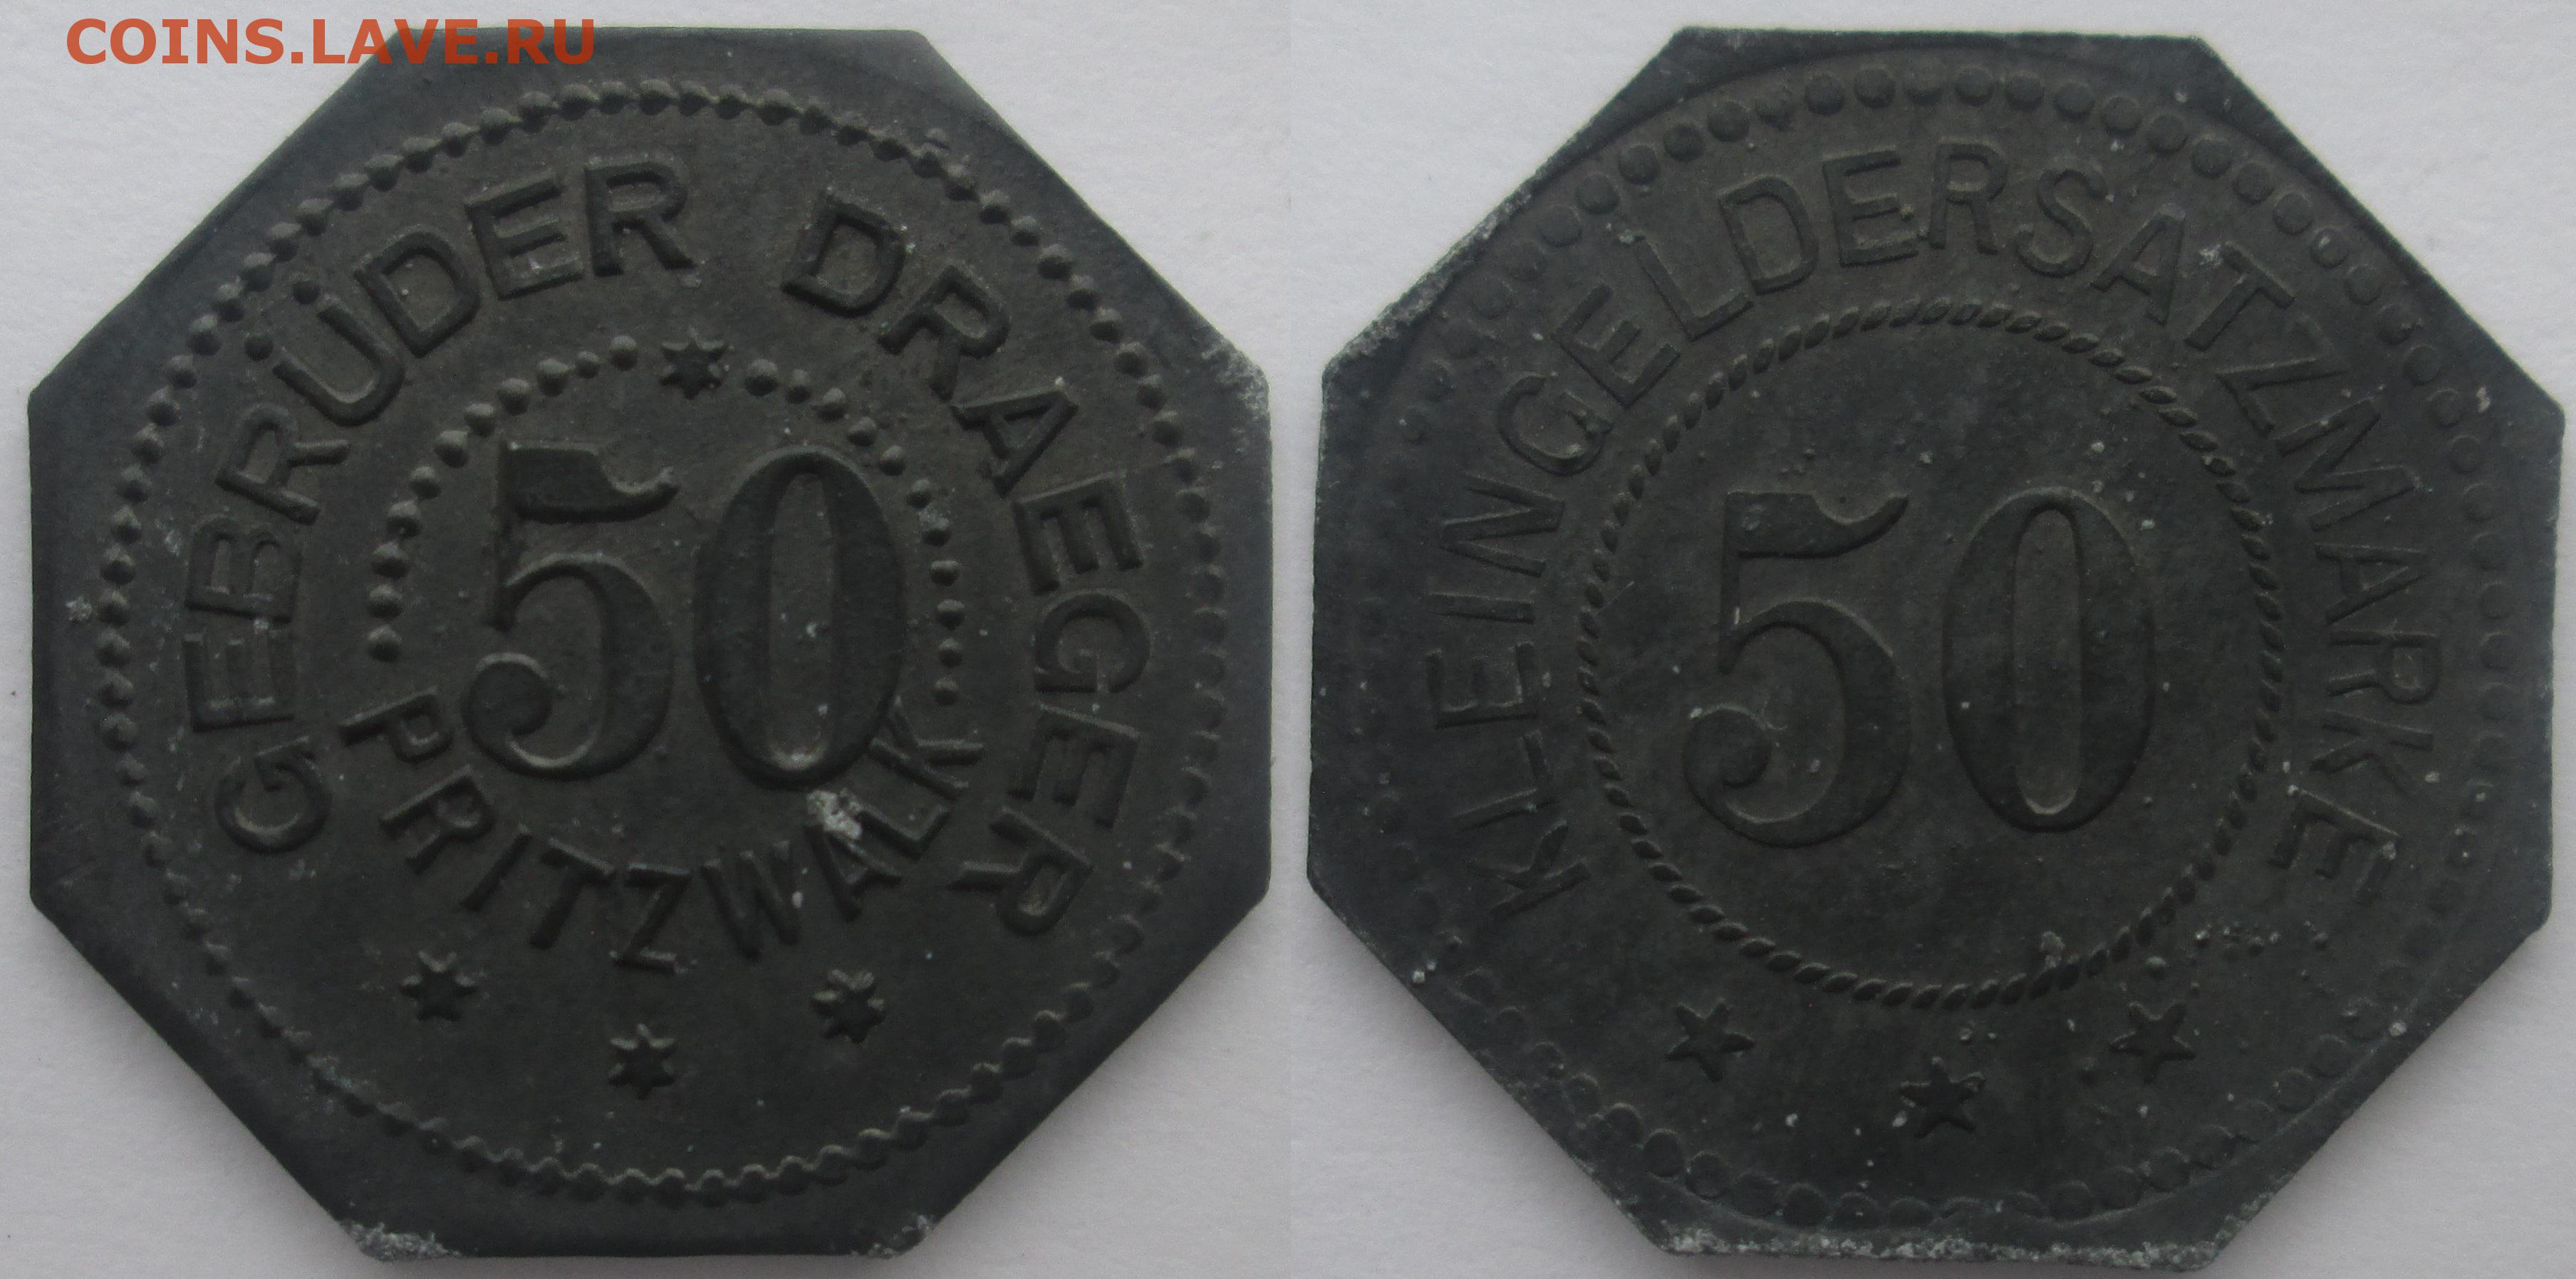 COINS.LAVE.RU
GEBRÜDER DRAEGER
50
PRITZWALK
KLEINGELDERSATZMARKE
50